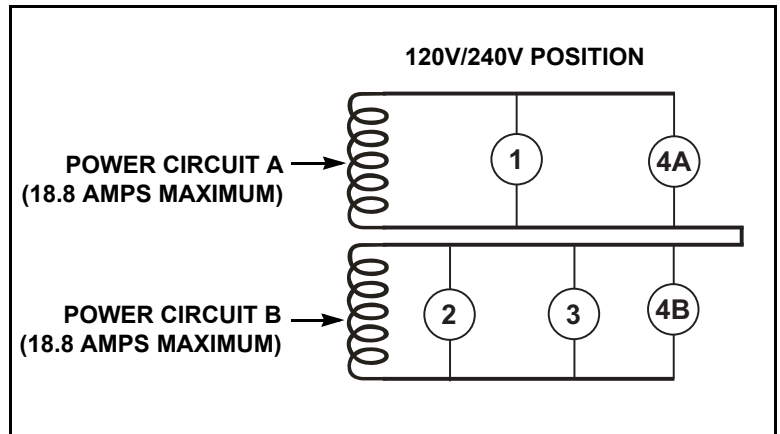 120V/240V POSITION
POWER CIRCUIT A
(18.8 AMPS MAXIMUM)
1
4A
POWER CIRCUIT B
(18.8 AMPS MAXIMUM)
2
3
4B